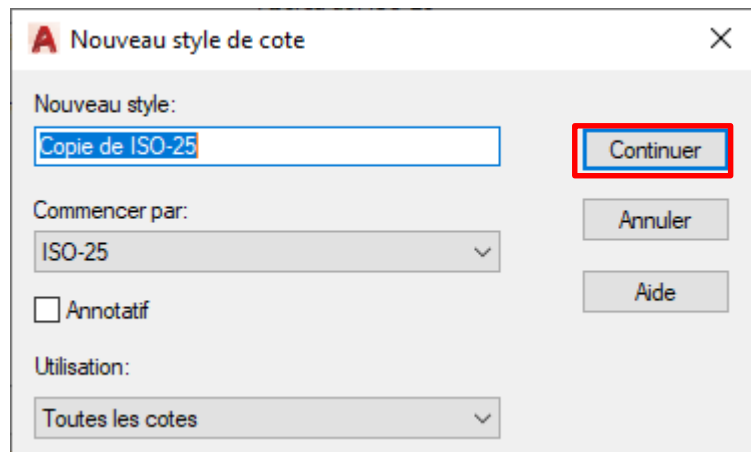 Nouveau style de cote
Nouveau style:
Copie de ISO-25
Continuer
Commencer par:
Annuler
ISO-25
Aide
Annotatif
Utilisation:
Toutes les cotes